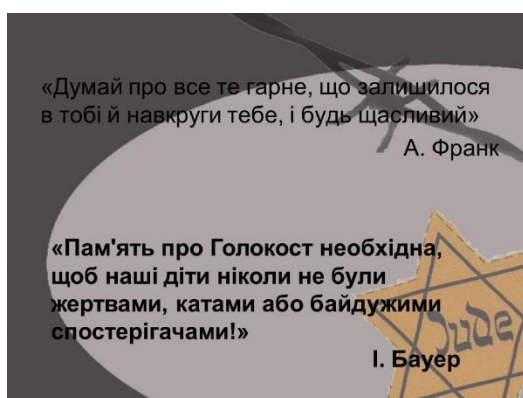 «Думай про все те гарне, що залишилося
в тобі й навкруги тебе, і будь щасливий»
А. Франк
«Пам'ять про Голокост необхідна,
щоб наші діти ніколи не були
жертвами, катами або байдужими
спостерігачами!»
І. Бауер
Jude